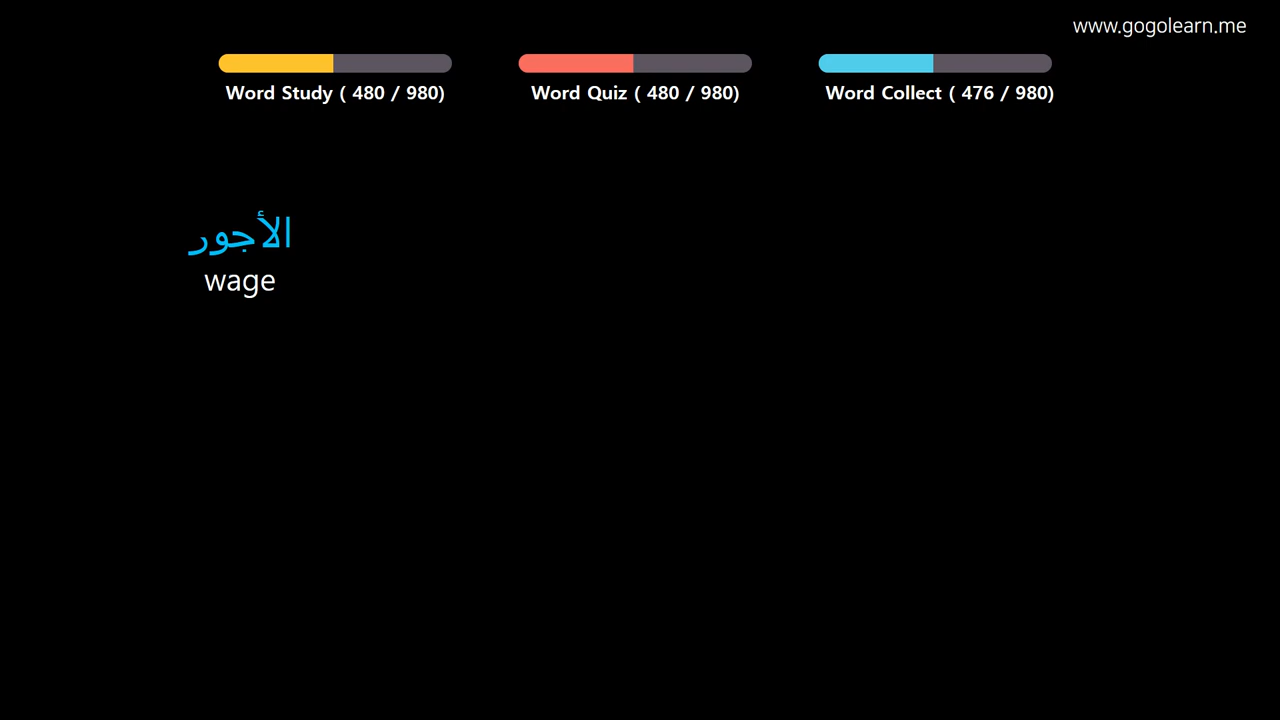 www.gogolearn.me
Word Study ( 480 / 980)
Word Quiz ( 480 / 980)
Word Collect ( 476 / 980)
الأجور
wage